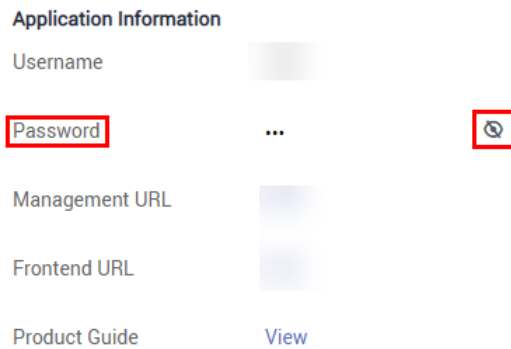 Application Information
Username
Password ...
Management URL
Frontend URL
Product Guide View